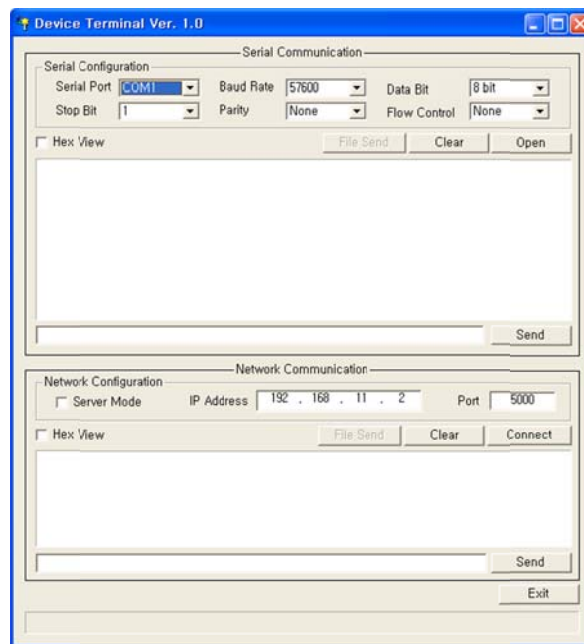 Device Terminal Ver. 1.0
Serial Communication
Serial Configuration
Serial Port COM1 Baud Rate 57600 Data Bit 8 bit
Stop Bit 1 Parity None Flow Control None
Hex View File Send Clear Open
Send
Network Communication
Network Configuration
Server Mode IP Address 192 . 168 . 11 . 2 Port 5000
Hex View File Send Clear Connect
Send
Exit